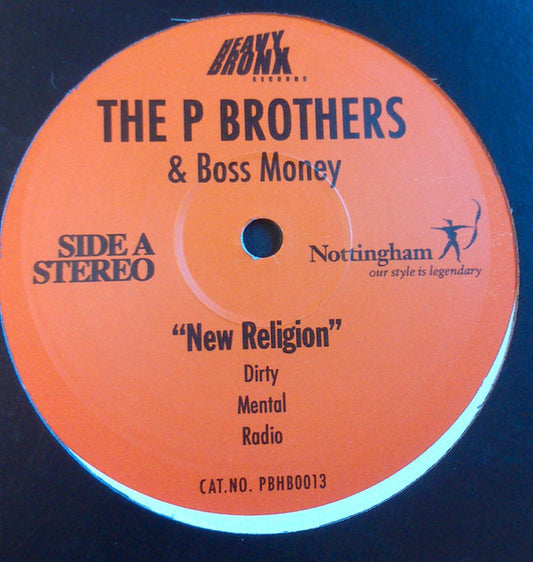 HEAVY
BRONX
RECORDS
THE P BROTHERS
& Boss Money
SIDE A
STEREO
Nottingham
our style is legendary
“New Religion”
Dirty
Mental
Radio
CAT.NO. PBHB0013